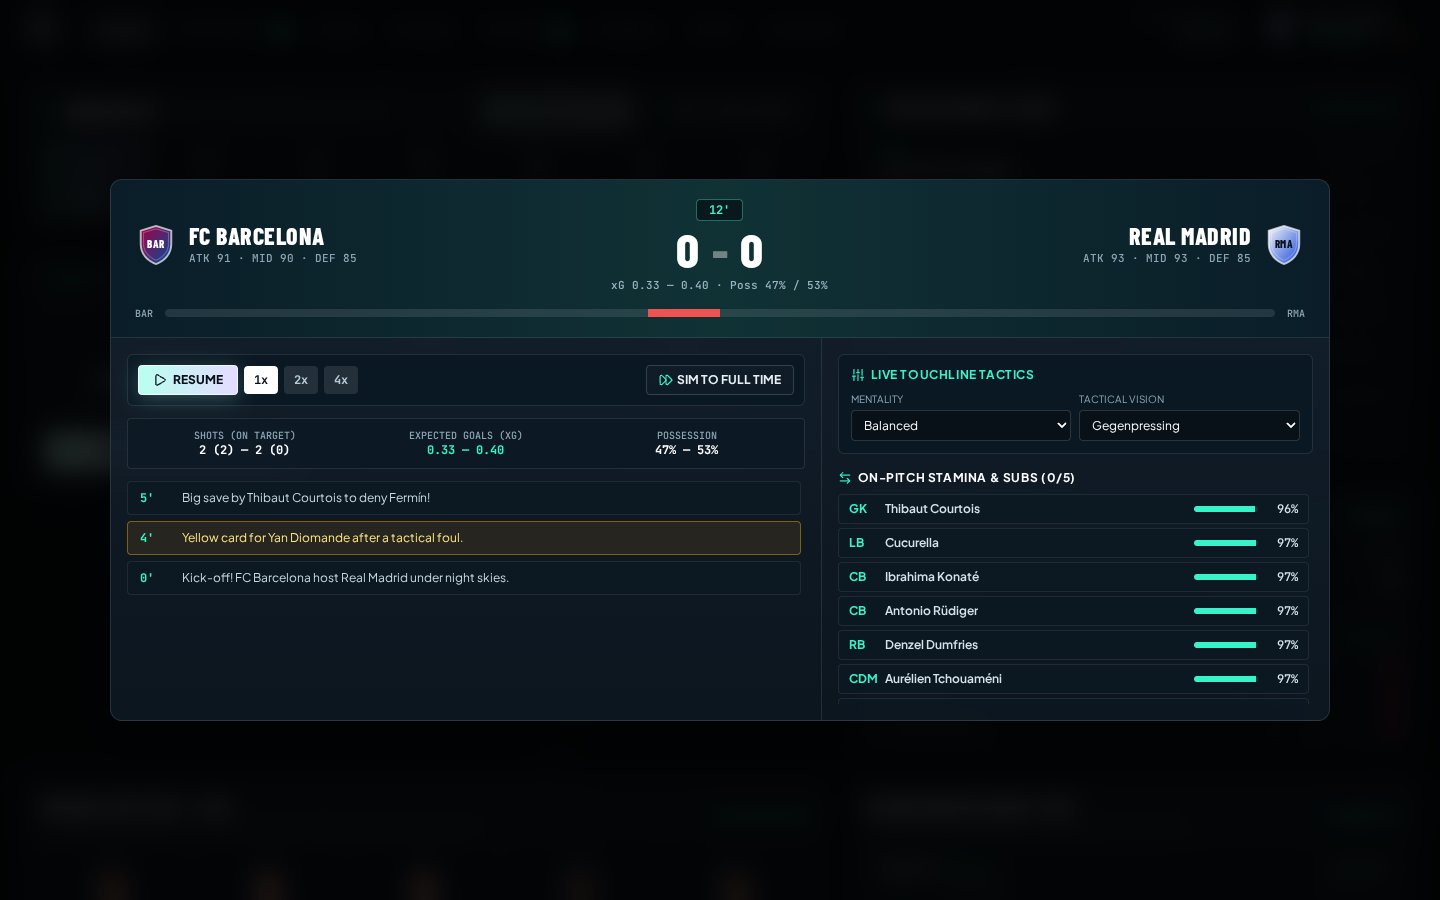 12'
BAR
FC BARCELONA
ATK 91 · MID 90 · DEF 85
0 – 0
REAL MADRID
ATK 93 · MID 93 · DEF 85
RMA
xG 0.33 — 0.40 · Poss 47% / 53%
BAR
RMA
RESUME
1x
2x
4x
SIM TO FULL TIME
SHOTS (ON TARGET)
2 (2) — 2 (0)
EXPECTED GOALS (XG)
0.33 — 0.40
POSSESSION
47% — 53%
5' Big save by Thibaut Courtois to deny Fermín!
4' Yellow card for Yan Diomande after a tactical foul.
0' Kick-off! FC Barcelona host Real Madrid under night skies.
LIVE TOUCHLINE TACTICS
MENTALITY
Balanced
TACTICAL VISION
Gegenpressing
ON-PITCH STAMINA & SUBS (0/5)
GK Thibaut Courtois 96%
LB Cucurella 97%
CB Ibrahima Konaté 97%
CB Antonio Rüdiger 97%
RB Denzel Dumfries 97%
CDM Aurélien Tchouaméni 97%